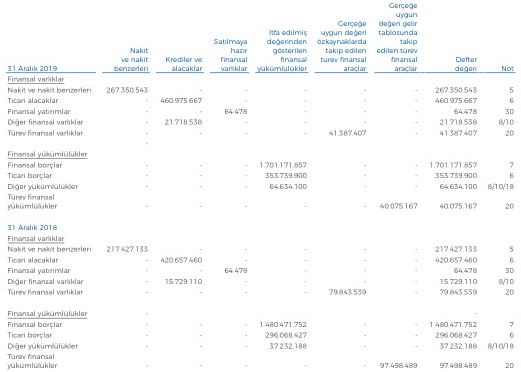 Gerçeğe
uygun
Gerçeğe değeri gelir
İtfa edilmiş uygun değeri tablosunda
Satılmaya değerinden özkaynaklarda takip
Nakit hazır gösterilen takip edilen edilen türev
ve nakit Krediler ve finansal finansal türev finansal finansal Defter
31 Aralık 2019 benzerleri alacaklar varlıklar yükümlülükler araçlar araçlar değeri Not
Finansal varlıklar
Nakit ve nakit benzerleri 267.350.543 - - - - - 267.350.543 5
Ticari alacaklar - 460.975.667 - - - - 460.975.667 6
Finansal yatırımlar - - 64.478 - - - 64.478 30
Diğer finansal varlıklar - 21.718.538 - - - - 21.718.538 8/10
Türev finansal varlıklar - - - - 41.387.407 - 41.387.407 20
-
Finansal yükümlülükler
Finansal borçlar - - - 1.701.171.857 - - 1.701.171.857 7
Ticari borçlar - - - 353.739.900 - - 353.739.900 6
Diğer yükümlülükler - - - 64.634.100 - - 64.634.100 8/10/18
Türev finansal
yükümlülükler - - - - - 40.075.167 40.075.167 20
31 Aralık 2018
Finansal varlıklar
Nakit ve nakit benzerleri 217.427.133 - - - - - 217.427.133 5
Ticari alacaklar - 420.657.460 - - - - 420.657.460 6
Finansal yatırımlar - - 64.478 - - - 64.478 30
Diğer finansal varlıklar - 15.729.110 - - - - 15.729.110 8/10
Türev finansal varlıklar - - - - 79.843.539 - 79.843.539 20
Finansal yükümlülükler -
Finansal borçlar - - - 1.480.471.752 - - 1.480.471.752 7
Ticari borçlar - - - 296.068.427 - - 296.068.427 6
Diğer yükümlülükler - - - 37.232.188 - - 37.232.188 8/10/18
Türev finansal
yükümlülükler - - - - - 97.498.489 97.498.489 20